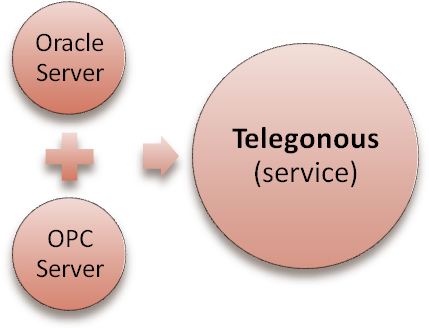 Oracle
Server
Telegonous
(service)
OPC
Server